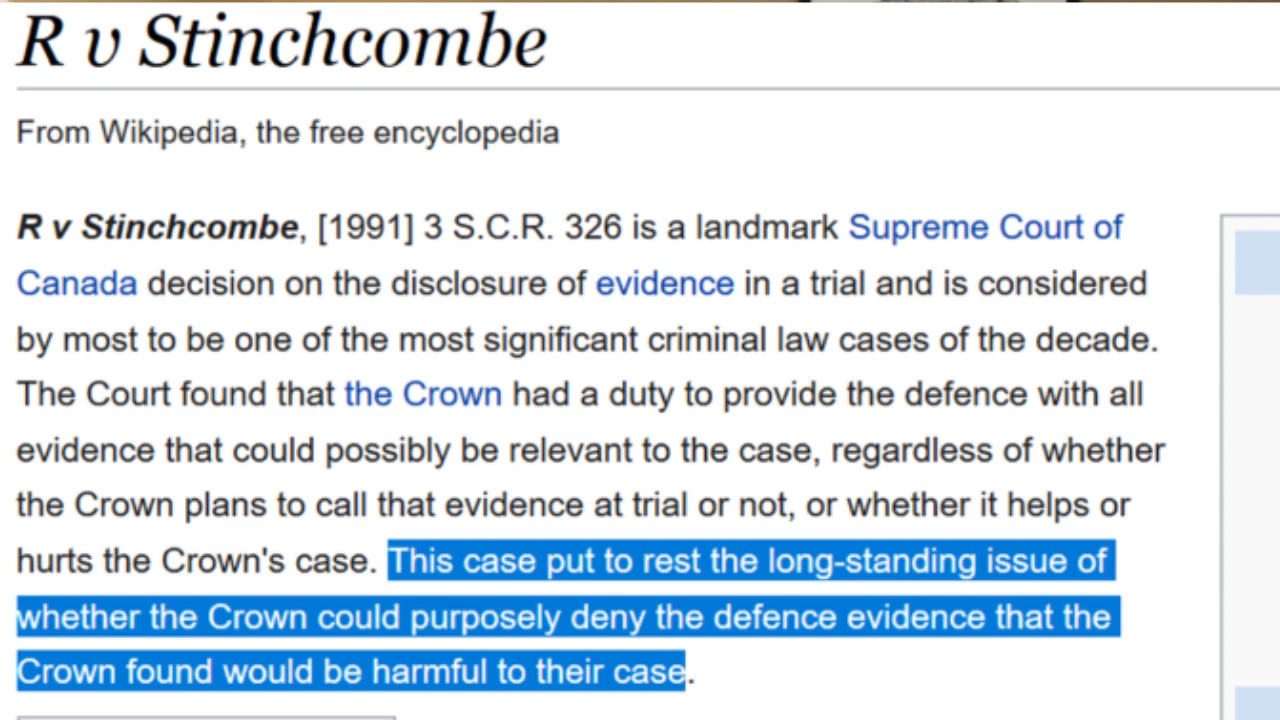 R v Stinchcombe
From Wikipedia, the free encyclopedia
R v Stinchcombe, [1991] 3 S.C.R. 326 is a landmark Supreme Court of
Canada decision on the disclosure of evidence in a trial and is considered
by most to be one of the most significant criminal law cases of the decade.
The Court found that the Crown had a duty to provide the defence with all
evidence that could possibly be relevant to the case, regardless of whether
the Crown plans to call that evidence at trial or not, or whether it helps or
hurts the Crown's case. This case put to rest the long-standing issue of
whether the Crown could purposely deny the defence evidence that the
Crown found would be harmful to their case.